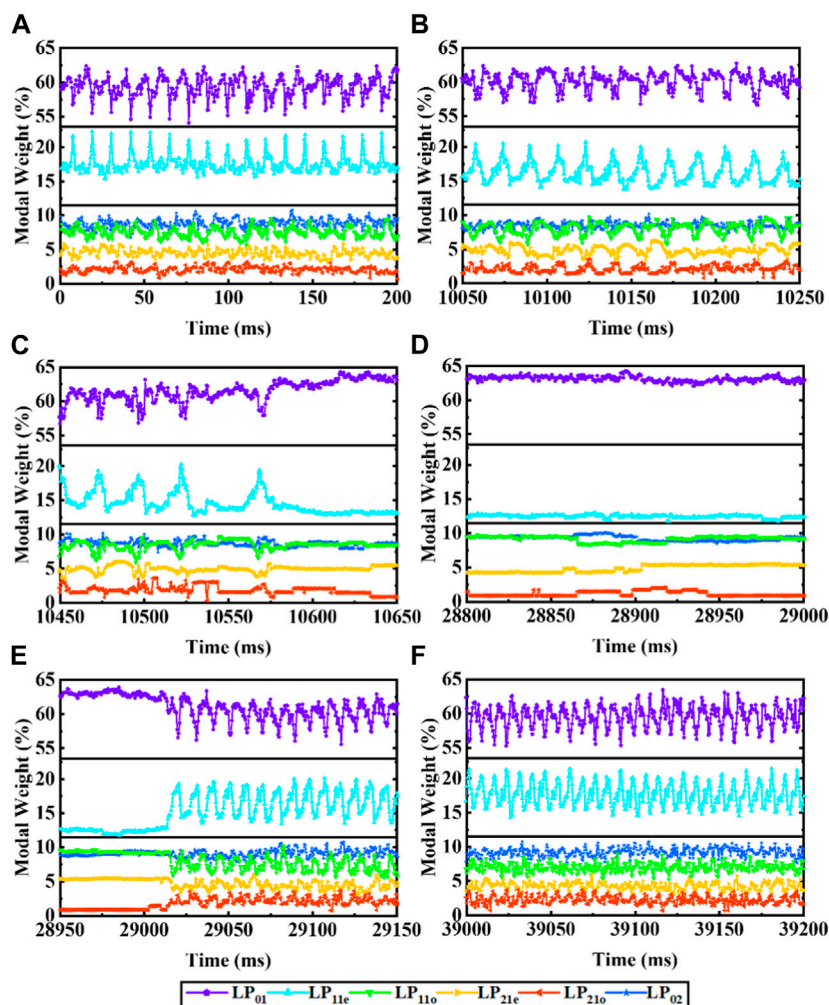 A
B
Modal Weight (%)
65
60
55
20
15
10
5
0
0 50 100 150 200
Time (ms)
Modal Weight (%)
65
60
55
20
15
10
5
0
10050 10100 10150 10200 10250
Time (ms)
C
D
Modal Weight (%)
65
60
55
20
15
10
5
0
10450 10500 10550 10600 10650
Time (ms)
Modal Weight (%)
65
60
55
20
15
10
5
0
28800 28850 28900 28950 29000
Time (ms)
E
F
Modal Weight (%)
65
60
55
20
15
10
5
0
28950 29000 29050 29100 29150
Time (ms)
Modal Weight (%)
65
60
55
20
15
10
5
0
39000 39050 39100 39150 39200
Time (ms)
LP01 LP11e LP11o LP21e LP21o LP02